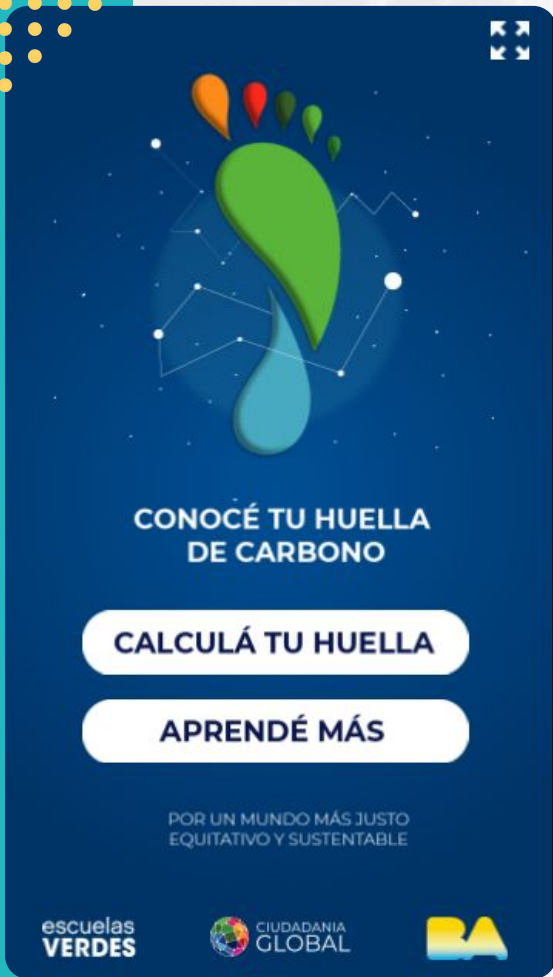 CONOCÉ TU HUELLA
DE CARBONO
CALCULÁ TU HUELLA
APRENDÉ MÁS
POR UN MUNDO MÁS JUSTO
EQUITATIVO Y SUSTENTABLE
escuelas
VERDES
CIUDADANIA
GLOBAL
BA